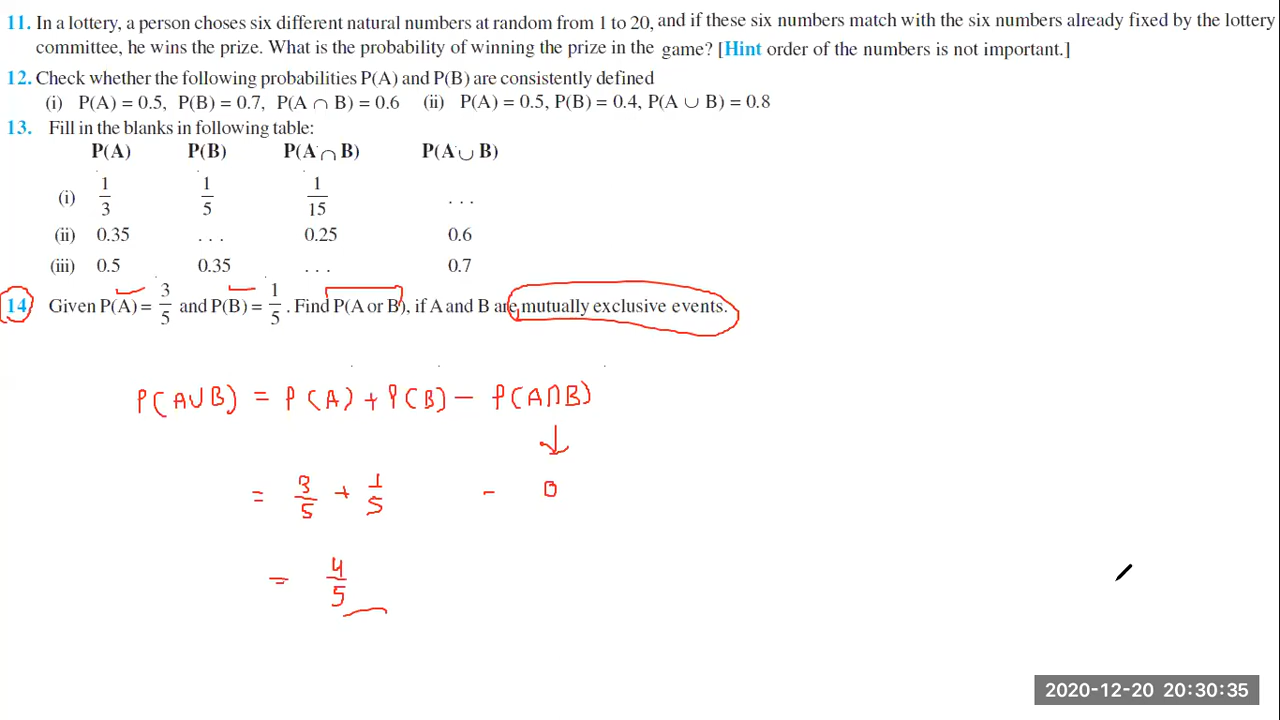 11. In a lottery, a person choses six different natural numbers at random from 1 to 20, and if these six numbers match with the six numbers already fixed by the lottery
committee, he wins the prize. What is the probability of winning the prize in the game? [Hint order of the numbers is not important.]
12. Check whether the following probabilities P(A) and P(B) are consistently defined
(i) P(A) = 0.5, P(B) = 0.7, P(A ∩ B) = 0.6 (ii) P(A) = 0.5, P(B) = 0.4, P(A ∪ B) = 0.8
13. Fill in the blanks in following table:
P(A) P(B) P(A ∩ B) P(A ∪ B)
(i) 1/3 1/5 1/15 . . .
(ii) 0.35 . . . 0.25 0.6
(iii) 0.5 0.35 . . . 0.7
14 Given P(A) = 3/5 and P(B) = 1/5 . Find P(A or B), if A and B are mutually exclusive events.
P(A∪B) = P(A) + P(B) - P(A∩B)
↓
= 3/5 + 1/5 - 0
= 4/5
2020-12-20 20:30:35